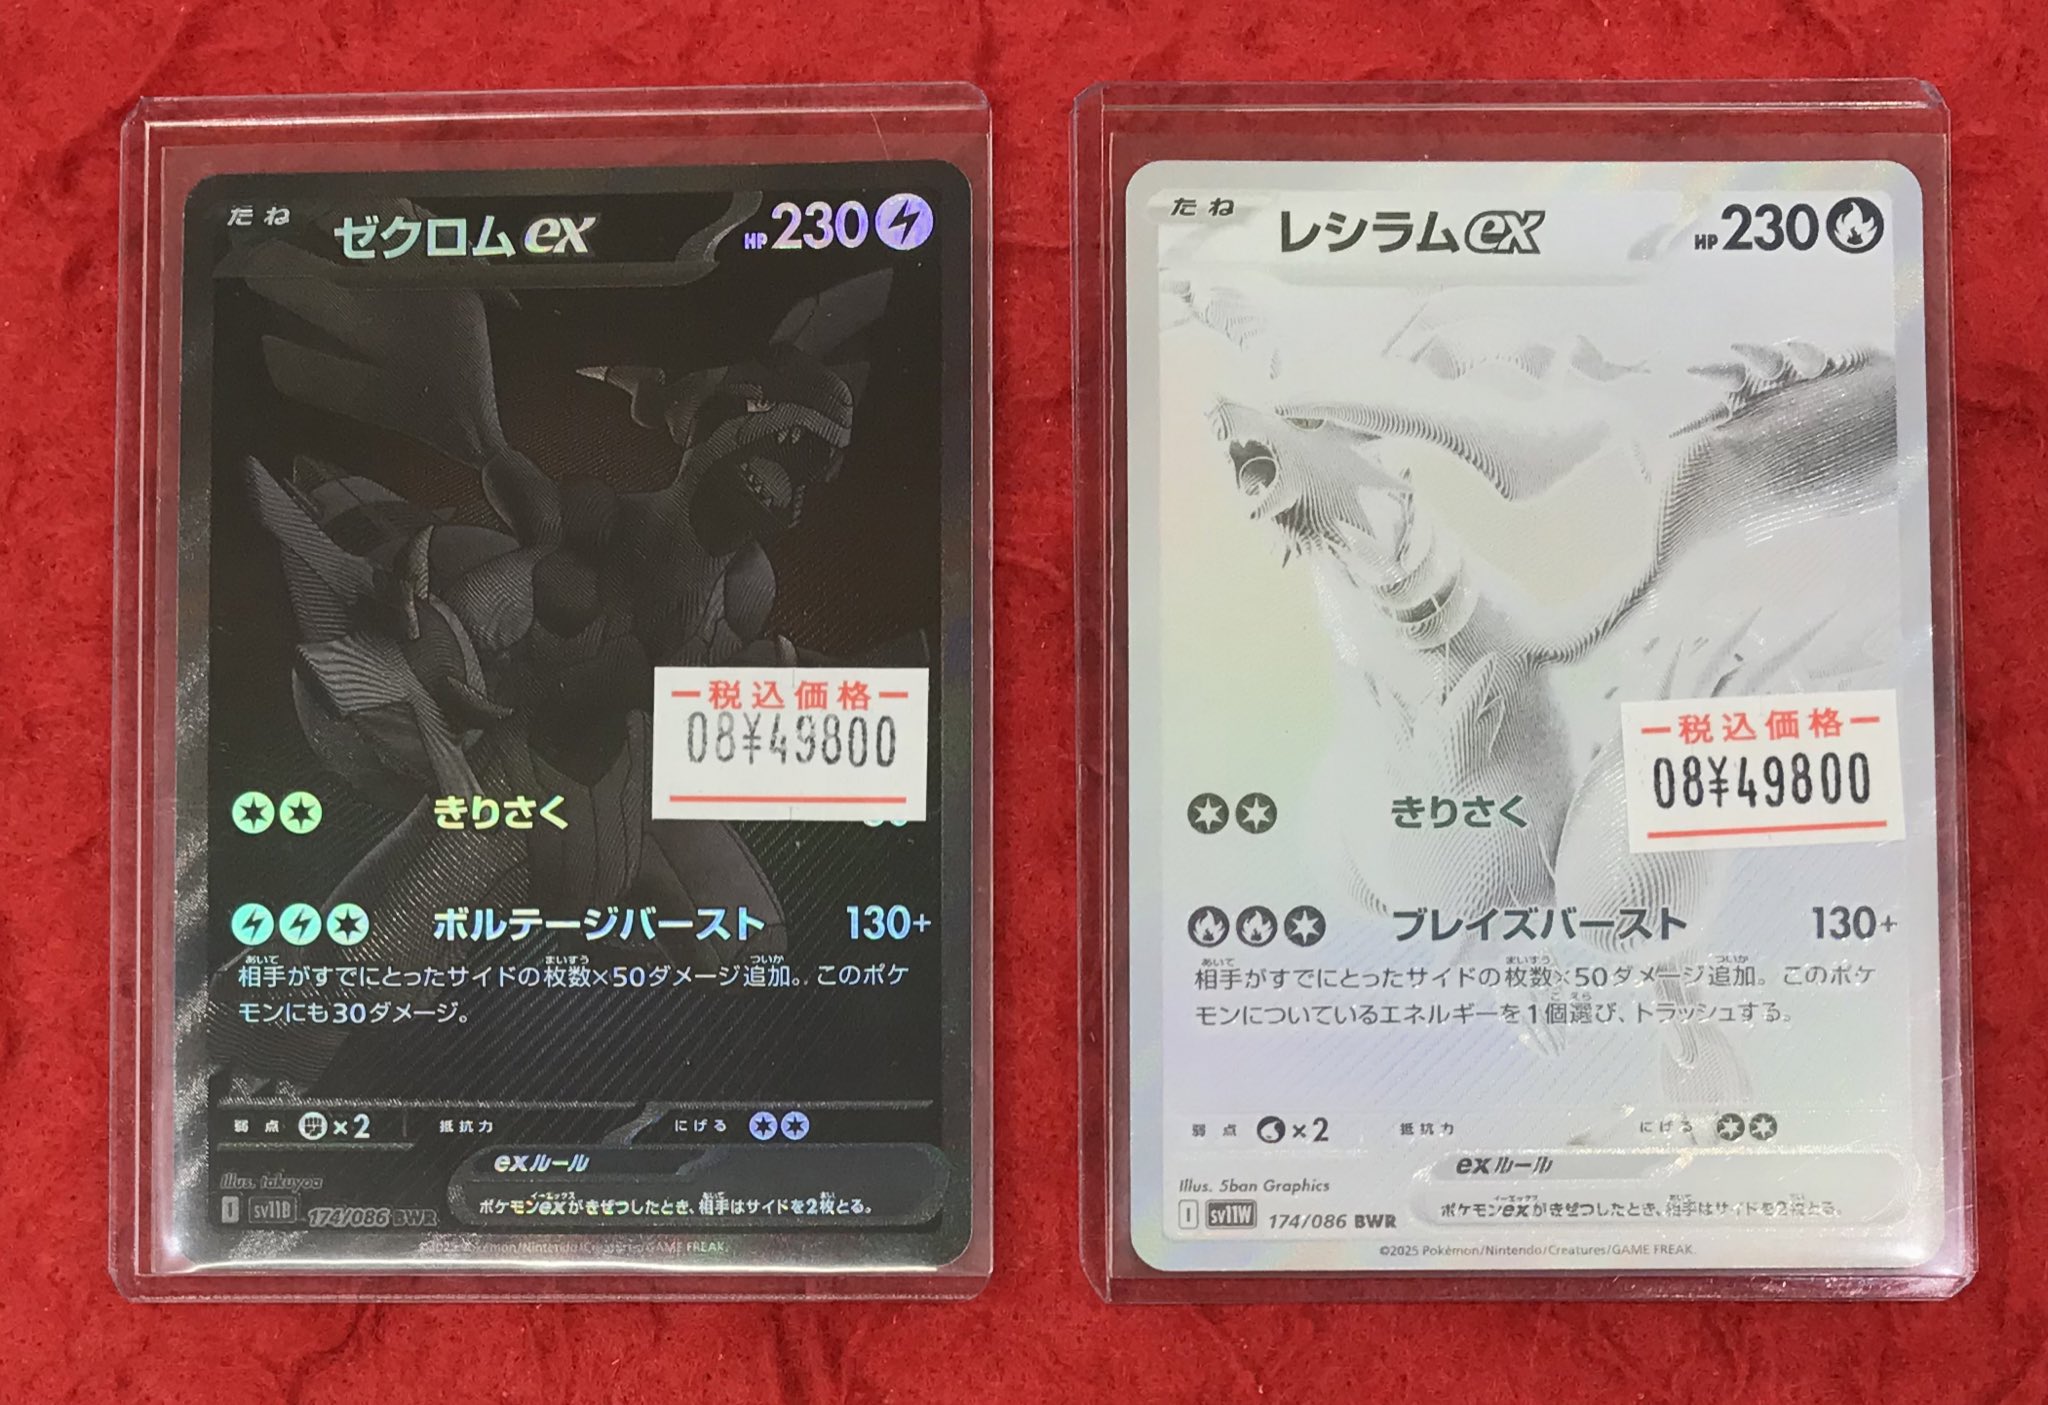 たね ゼクロムex HP230
税込価格
08¥49800
きりさく
ボルテージバースト 130+
相手がすでにとったサイドの枚数×50ダメージ追加。このポケ
モンにも30ダメージ。
弱点 ×2 抵抗力 にげる
exルール
ポケモンexがきぜつしたとき、相手はサイドを2枚とる。
Illus. takuyoa
I sv11B 174/086 BWR
©2025 Pokémon/Nintendo/Creatures/GAME FREAK.
たね レシラムex HP230
税込価格
08¥49800
きりさく
ブレイズバースト 130+
相手がすでにとったサイドの枚数×50ダメージ追加。このポケ
モンについているエネルギーを1個選び、トラッシュする。
弱点 ×2 抵抗力 にげる
exルール
ポケモンexがきぜつしたとき、相手はサイドを2枚とる。
Illus. 5ban Graphics
I sv11W 174/086 BWR
©2025 Pokémon/Nintendo/Creatures/GAME FREAK.